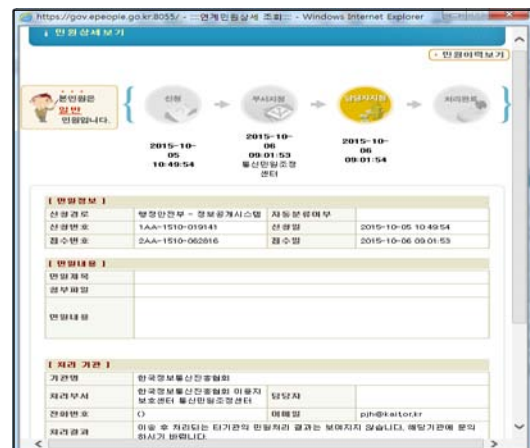 https://gov.epeople.go.kr:8055/ - :::연계민원상세 조회::: - Windows Internet Explorer
민원상세보기
민원이력보기
본민원은
일반
민원입니다.
신청
부서지정
담당자지정
처리완료
2015-10-
05
10:49:54
2015-10-
06
09:01:53
통신민원조정
센터
2015-10-
06
09:01:54
[ 민원정보 ]
신청경로 행정안전부 - 정보공개시스템 자동분류여부
신청번호 1AA-1510-019141 신청일 2015-10-05 10:49:54
접수번호 2AA-1510-062816 접수일 2015-10-06 09:01:53
[ 민원내용 ]
민원제목
첨부파일
민원내용
[ 처리 기관 ]
기관명 한국정보통신진흥협회
처리부서 한국정보통신진흥협회 이용자
보호센터 통신민원조정센터 담당자
전화번호 () 이메일 pjh@kaitor.kr
처리결과 이송 후 처리되는 타기관의 민원처리 결과는 보여지지 않습니다. 해당기관에 문의
하시기 바랍니다.